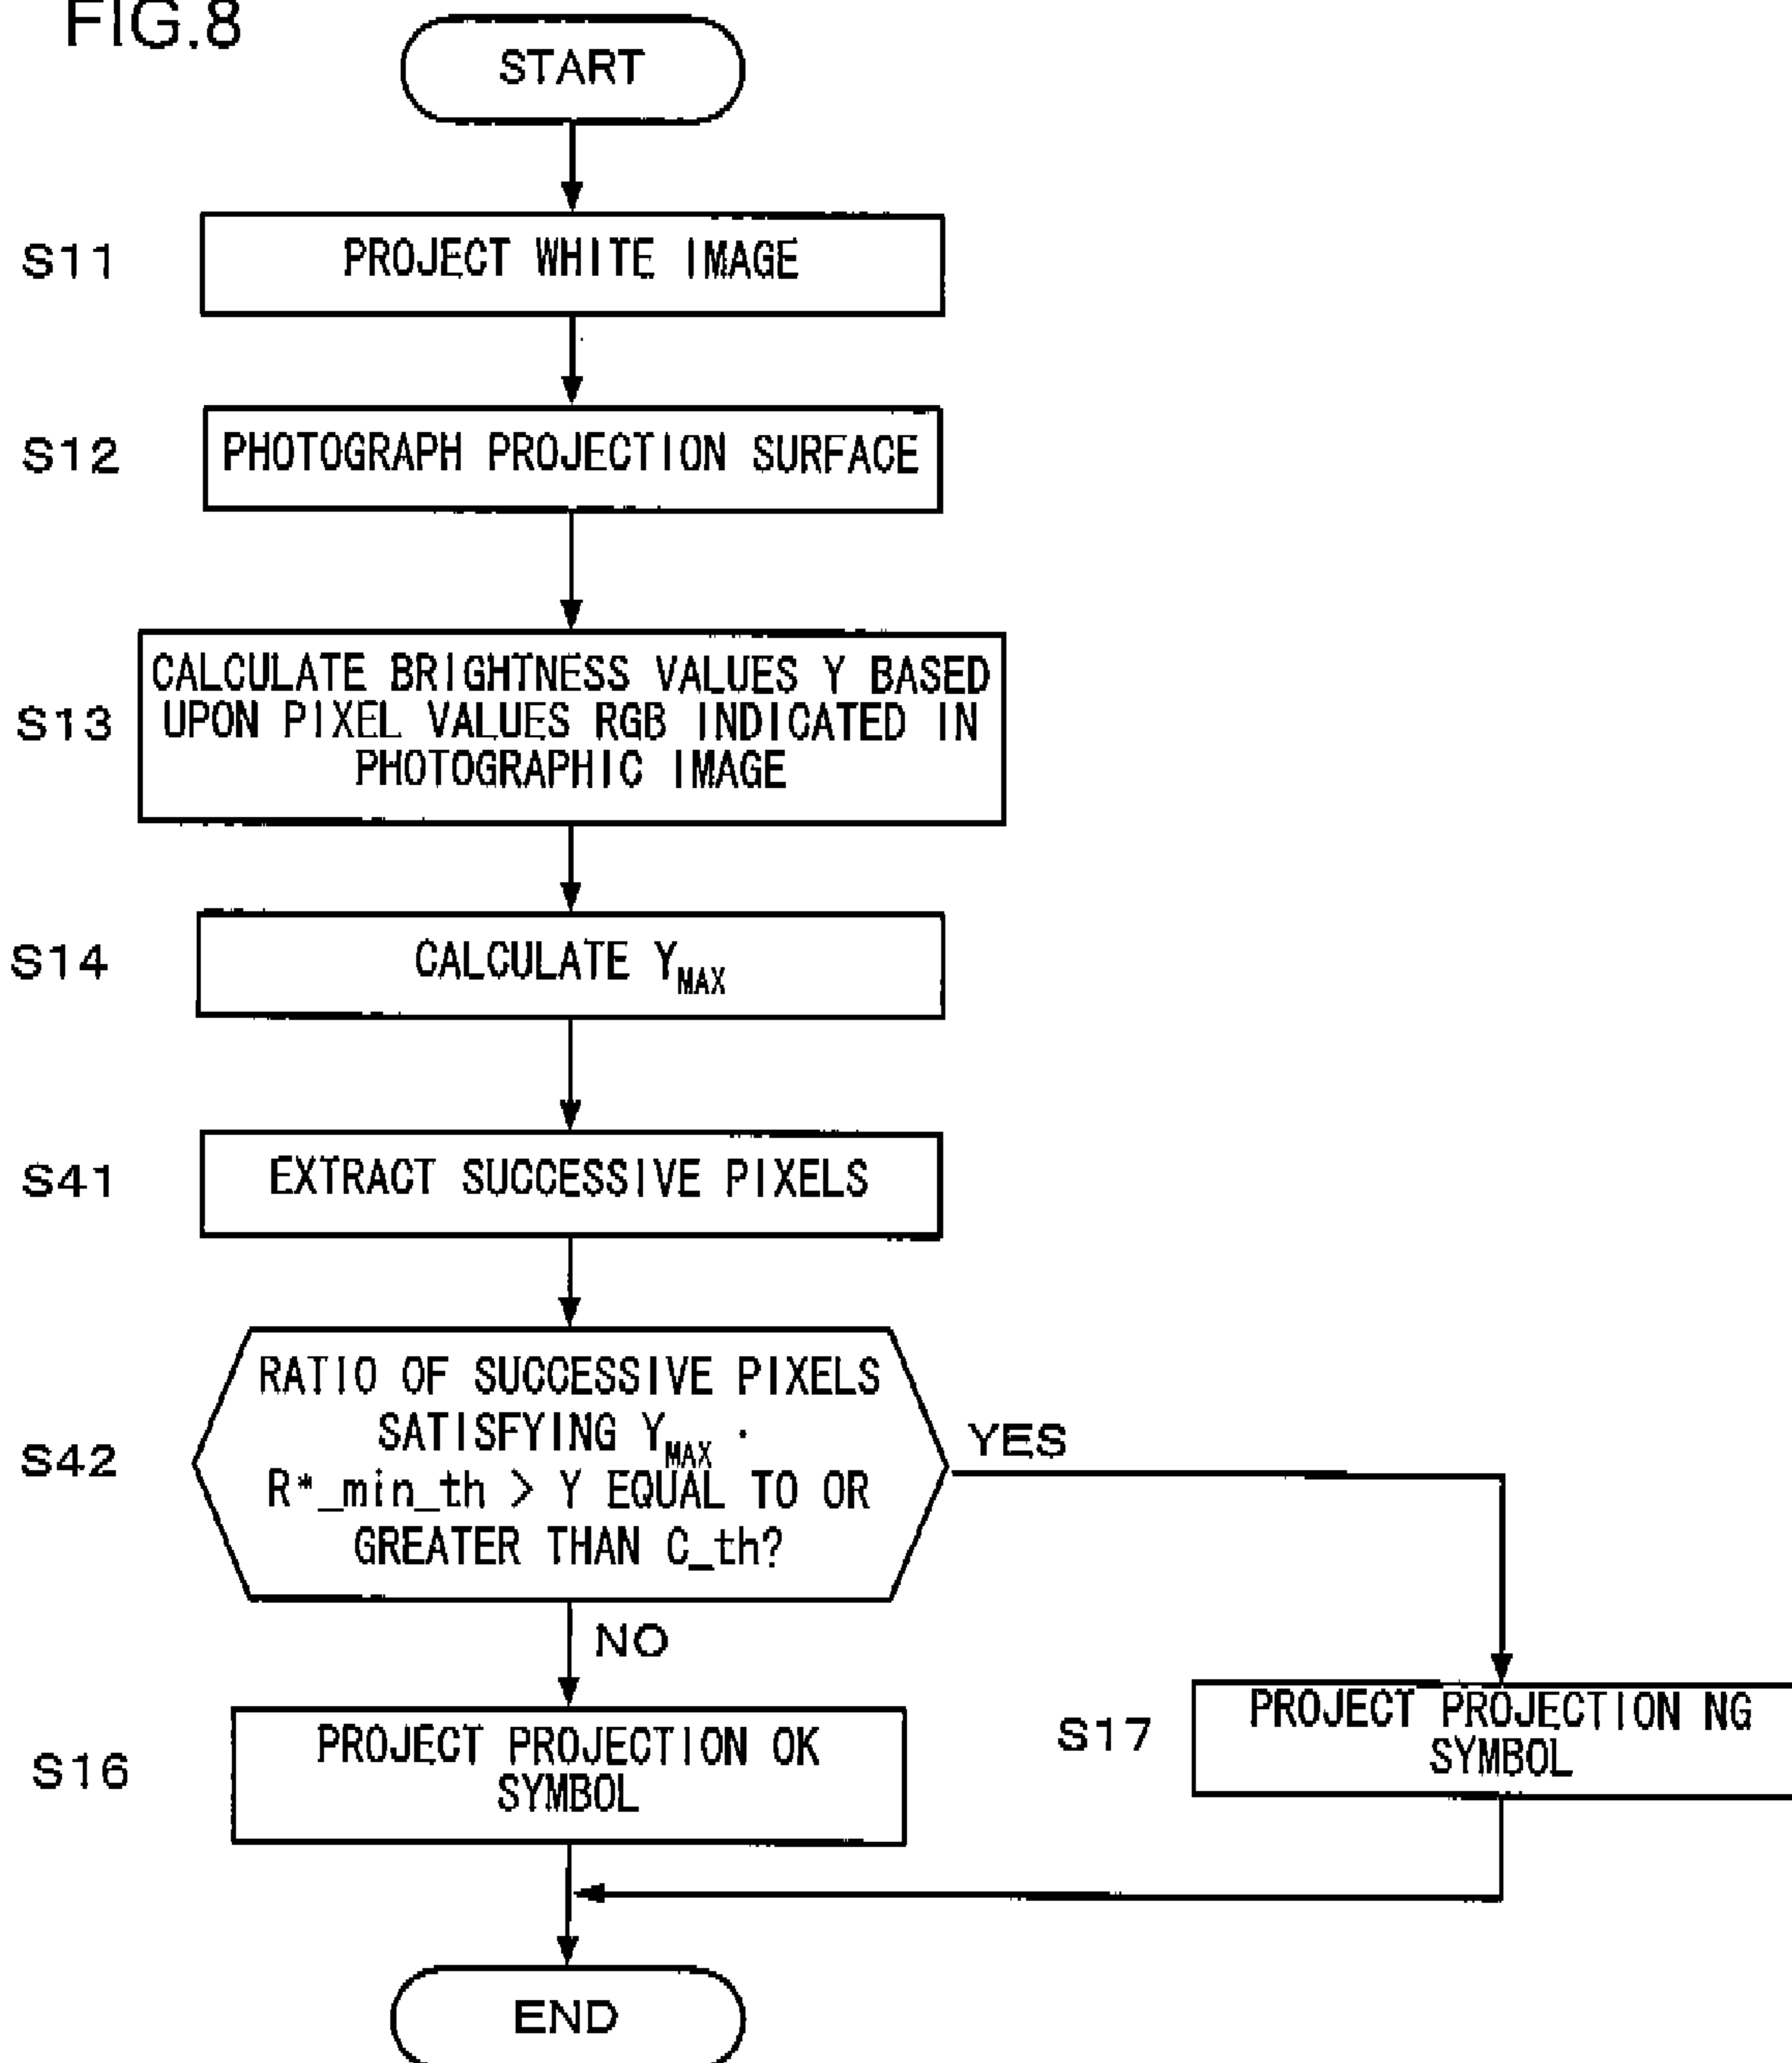 FIG.8
START
S11
PROJECT WHITE IMAGE
S12
PHOTOGRAPH PROJECTION SURFACE
S13
CALCULATE BRIGHTNESS VALUES Y BASED
UPON PIXEL VALUES RGB INDICATED IN
PHOTOGRAPHIC IMAGE
S14
CALCULATE Y_MAX
S41
EXTRACT SUCCESSIVE PIXELS
S42
RATIO OF SUCCESSIVE PIXELS
SATISFYING Y_MAX ·
R*_min_th > Y EQUAL TO OR
GREATER THAN C_th?
YES
NO
S16
PROJECT PROJECTION OK
SYMBOL
S17
PROJECT PROJECTION NG
SYMBOL
END